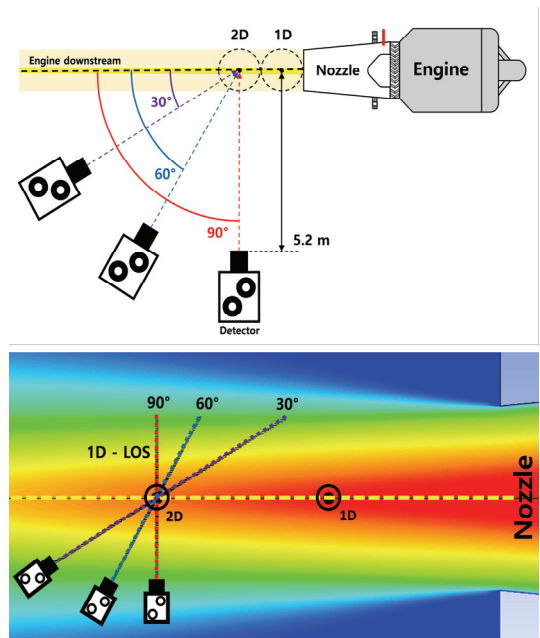 2D
1D
Engine downstream
Nozzle
Engine
30°
60°
90°
5.2 m
Detector
90°
60°
30°
1D - LOS
2D
1D
Nozzle